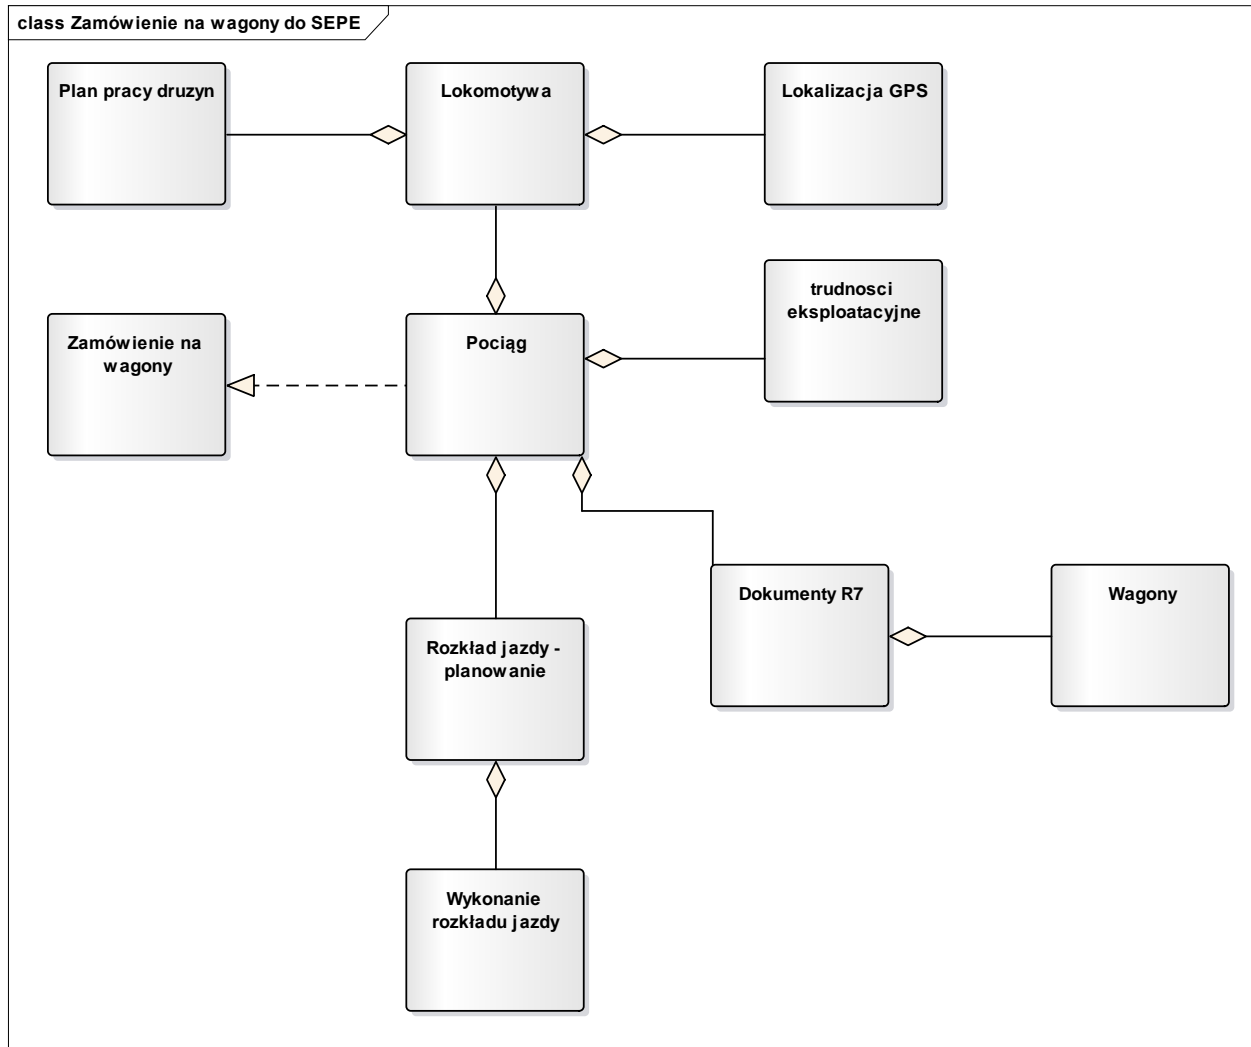 class Zamówienie na wagony do SEPE
Plan pracy druzyn
Lokomotywa
Lokalizacja GPS
trudnosci
eksploatacyjne
Zamówienie na
wagony
Pociąg
Dokumenty R7
Wagony
Rozkład jazdy -
planowanie
Wykonanie
rozkładu jazdy